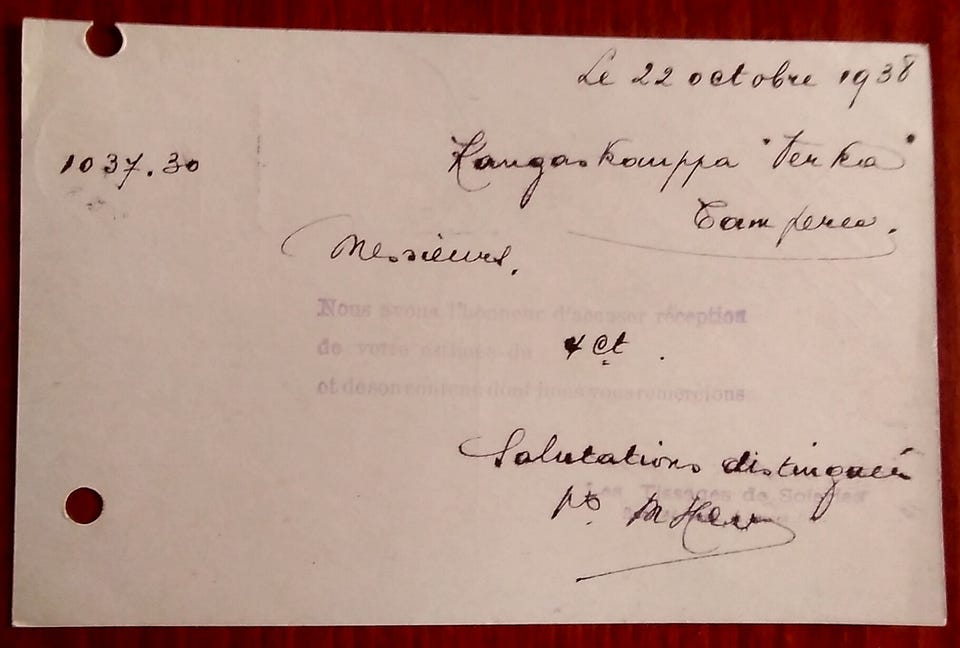 Le 22 octobre 1938
1037.30
Kangaskauppa "Verka"
Tampere.
Messieurs.
Nous avons l'honneur d'accuser réception
de votre estimée du 4 ct.
et de son contenu dont nous vous remercions
Salutations distinguées
Les Tissages de Soieries
po.